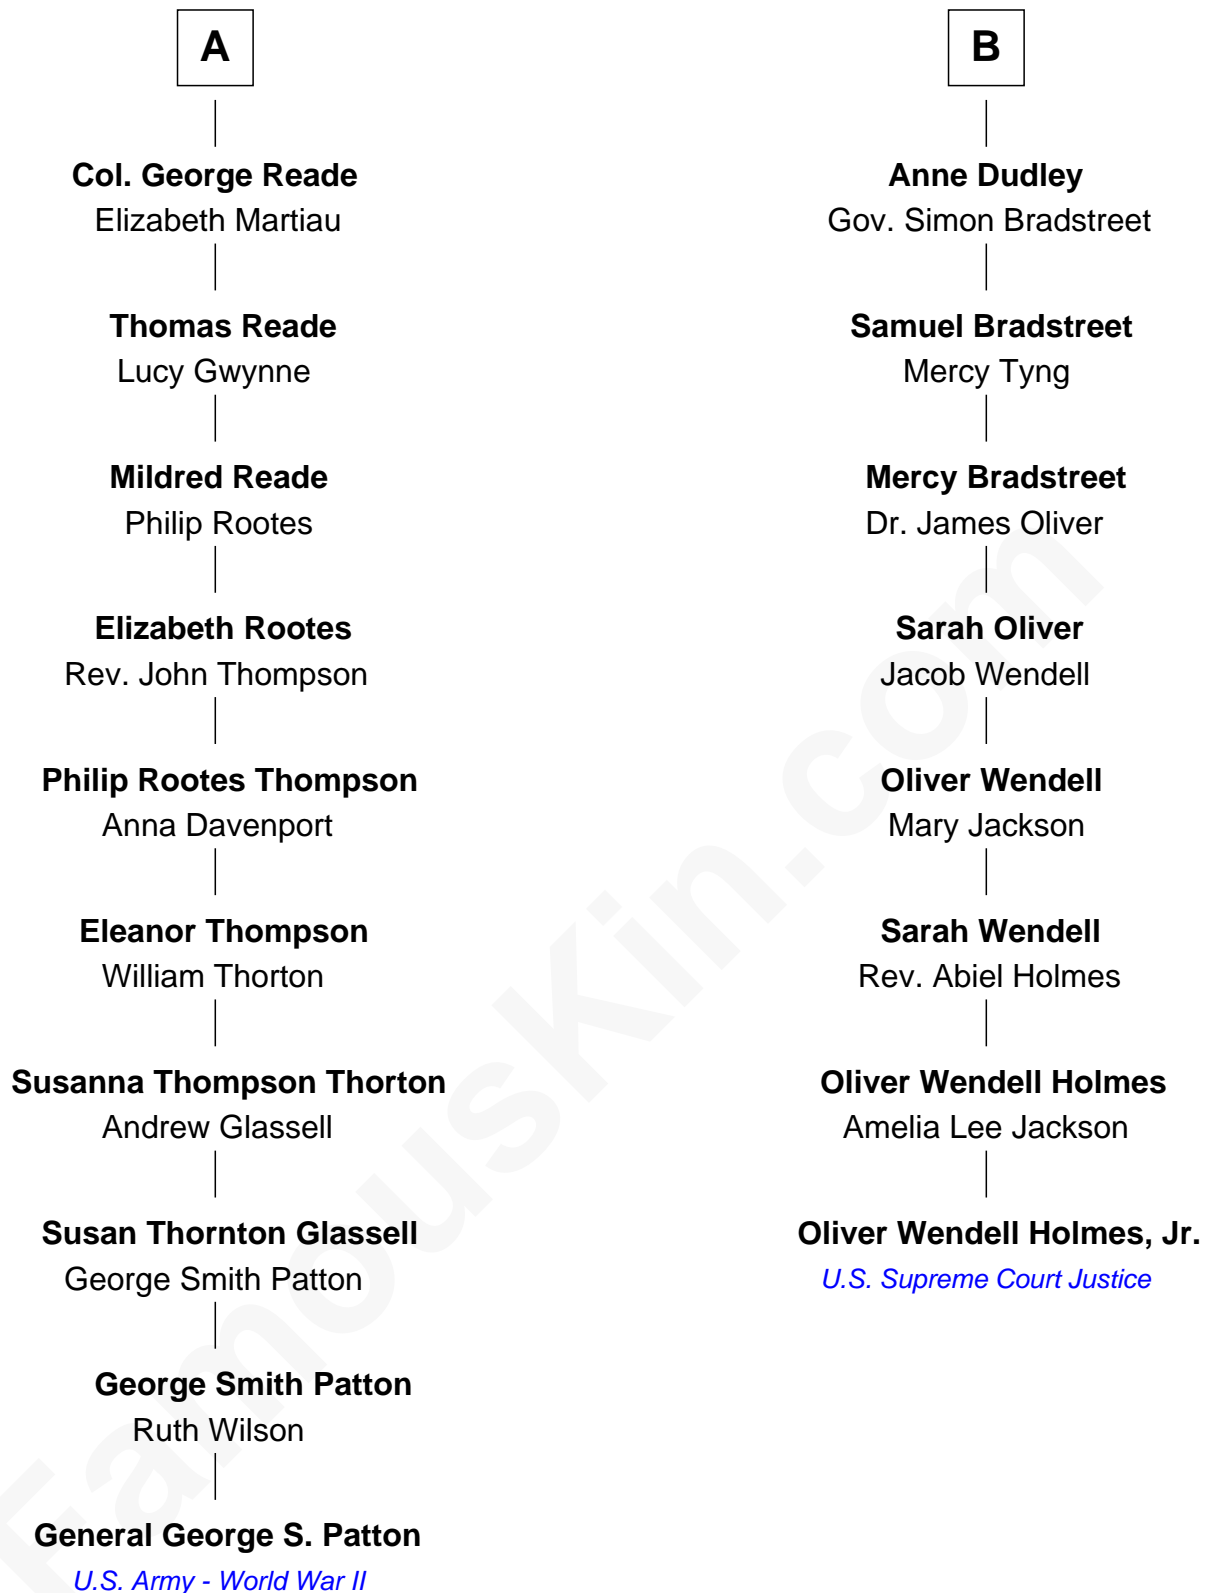 A
Col. George Reade
Elizabeth Martiau
Thomas Reade
Lucy Gwynne
Mildred Reade
Philip Rootes
Elizabeth Rootes
Rev. John Thompson
Philip Rootes Thompson
Anna Davenport
Eleanor Thompson
William Thorton
Susanna Thompson Thorton
Andrew Glassell
Susan Thornton Glassell
George Smith Patton
George Smith Patton
Ruth Wilson
General George S. Patton
U.S. Army - World War II
B
Anne Dudley
Gov. Simon Bradstreet
Samuel Bradstreet
Mercy Tyng
Mercy Bradstreet
Dr. James Oliver
Sarah Oliver
Jacob Wendell
Oliver Wendell
Mary Jackson
Sarah Wendell
Rev. Abiel Holmes
Oliver Wendell Holmes
Amelia Lee Jackson
Oliver Wendell Holmes, Jr.
U.S. Supreme Court Justice
FamousKin.com